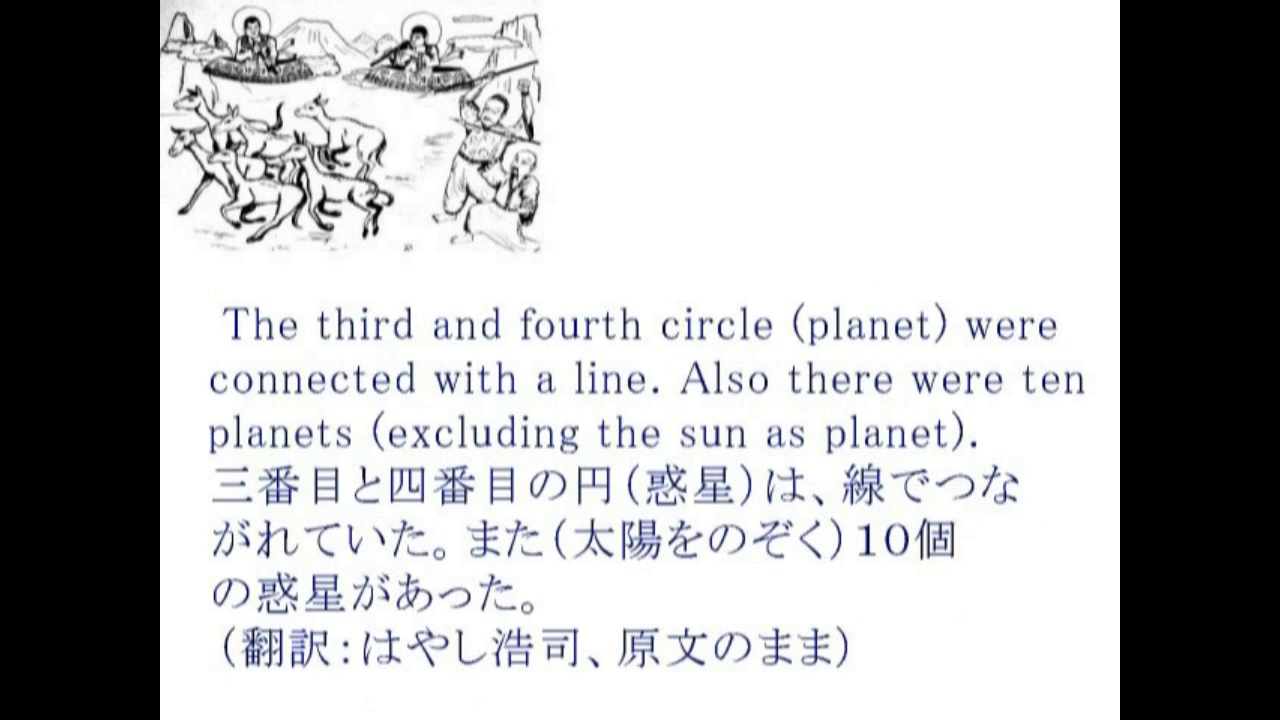 The third and fourth circle (planet) were
connected with a line. Also there were ten
planets (excluding the sun as planet).
三番目と四番目の円(惑星)は、線でつな
がれていた。また(太陽をのぞく)10個
の惑星があった。
(翻訳:はやし浩司、原文のまま)